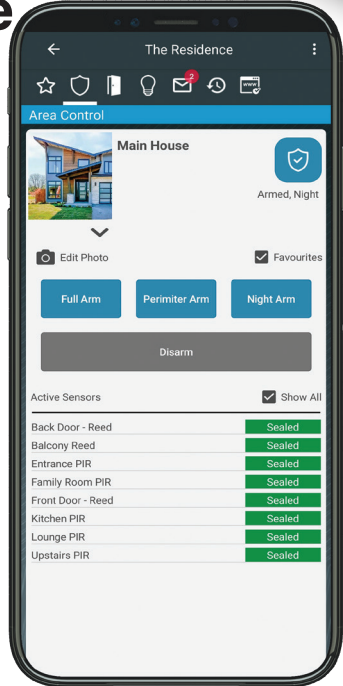 e
The Residence
2
www
Area Control
Main House
Armed, Night
Edit Photo
Favourites
Full Arm
Perimiter Arm
Night Arm
Disarm
Active Sensors
Show All
Back Door - Reed Sealed
Balcony Reed Sealed
Entrance PIR Sealed
Family Room PIR Sealed
Front Door - Reed Sealed
Kitchen PIR Sealed
Lounge PIR Sealed
Upstairs PIR Sealed